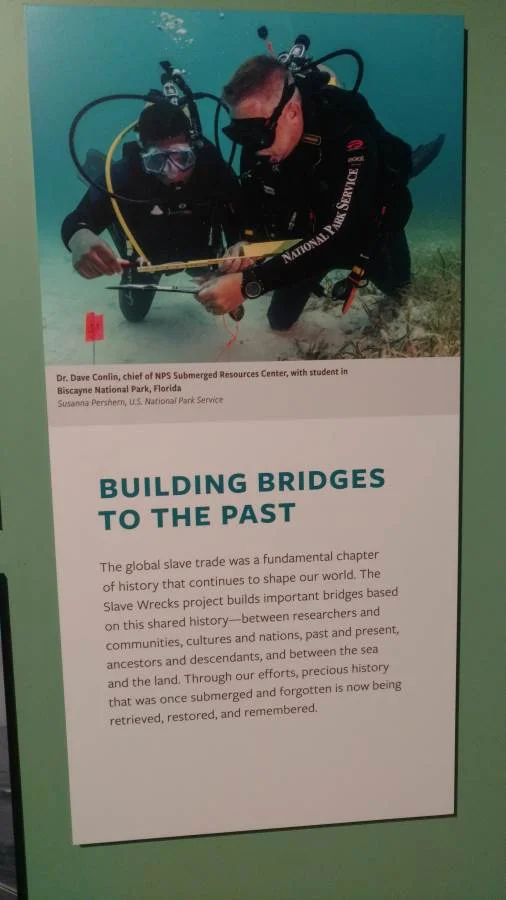 NATIONAL PARK SERVICE
Dr. Dave Conlin, chief of NPS Submerged Resources Center, with student in
Biscayne National Park, Florida
Susanna Pershern, U.S. National Park Service
BUILDING BRIDGES
TO THE PAST
The global slave trade was a fundamental chapter
of history that continues to shape our world. The
Slave Wrecks project builds important bridges based
on this shared history—between researchers and
communities, cultures and nations, past and present,
ancestors and descendants, and between the sea
and the land. Through our efforts, precious history
that was once submerged and forgotten is now being
retrieved, restored, and remembered.